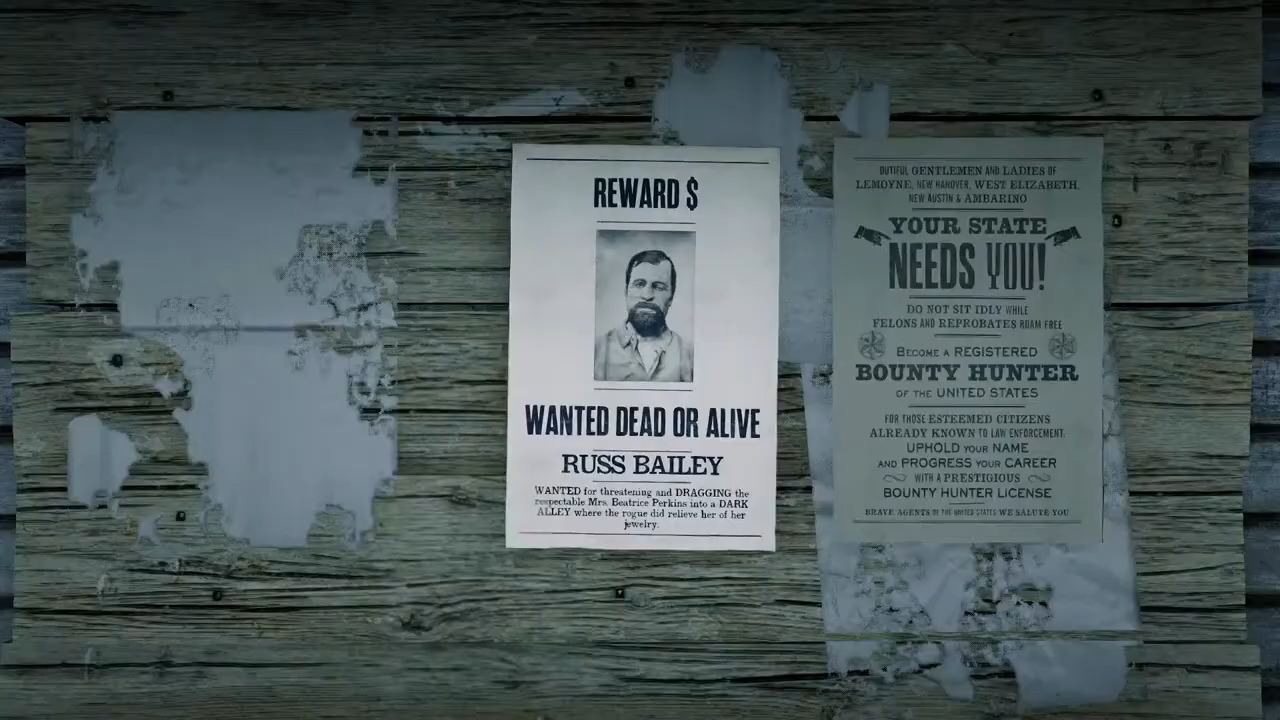 REWARD $
WANTED DEAD OR ALIVE
RUSS BAILEY
WANTED for threatening and DRAGGING the
respectable Mrs. Beatrice Perkins into a DARK
ALLEY where the rogue did relieve her of her
jewelry.
DUTIFUL GENTLEMEN AND LADIES OF
LEMOYNE, NEW HANOVER, WEST ELIZABETH,
NEW AUSTIN & AMBARINO
YOUR STATE
NEEDS YOU!
DO NOT SIT IDLY WHILE
FELONS AND REPROBATES ROAM FREE
BECOME A REGISTERED
BOUNTY HUNTER
OF THE UNITED STATES
FOR THOSE ESTEEMED CITIZENS
ALREADY KNOWN TO LAW ENFORCEMENT,
UPHOLD YOUR NAME
AND PROGRESS YOUR CAREER
WITH A PRESTIGIOUS
BOUNTY HUNTER LICENSE
BRAVE AGENTS OF THE UNITED STATES WE SALUTE YOU